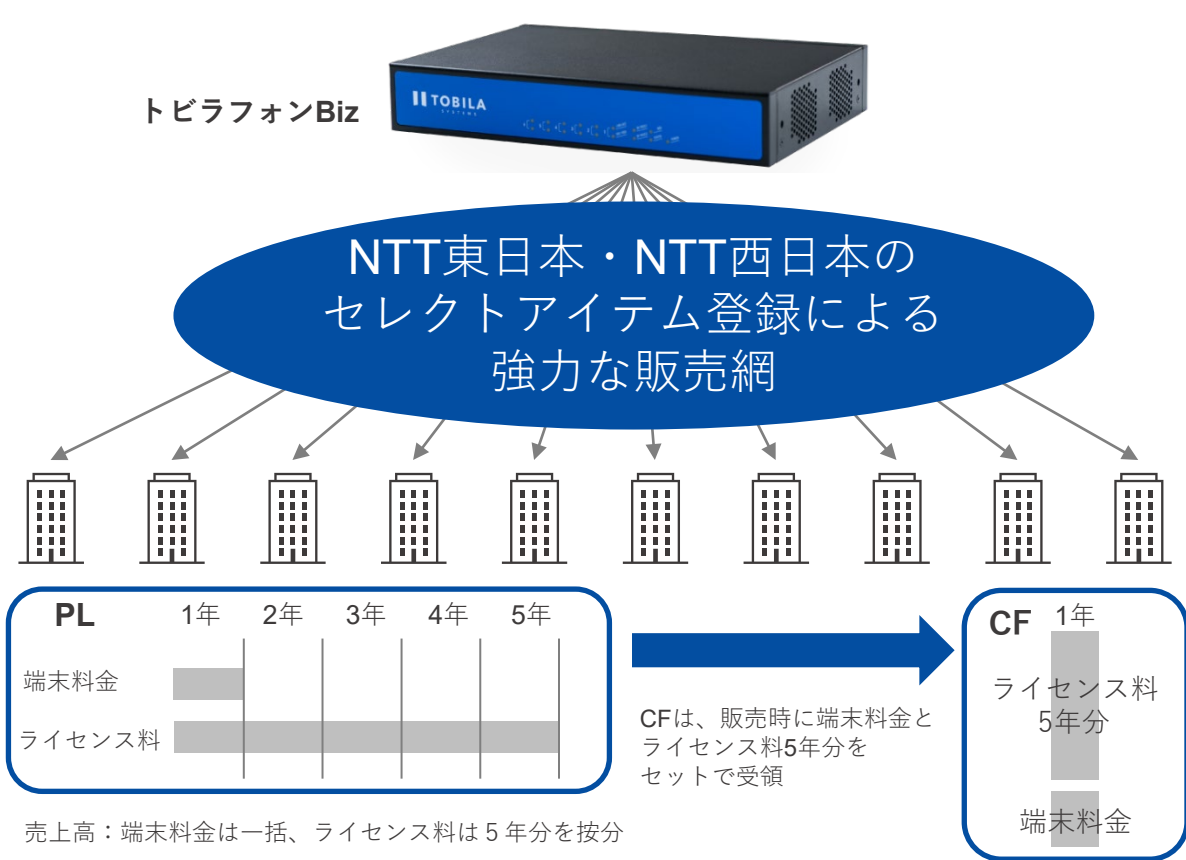 トビラフォンBiz
TOBILA
SYSTEMS
NTT東日本・NTT西日本の
セレクトアイテム登録による
強力な販売網
PL
1年 2年 3年 4年 5年
端末料金
ライセンス料
売上高：端末料金は一括、ライセンス料は５年分を按分
CFは、販売時に端末料金と
ライセンス料5年分を
セットで受領
CF
1年
ライセンス料
5年分
端末料金